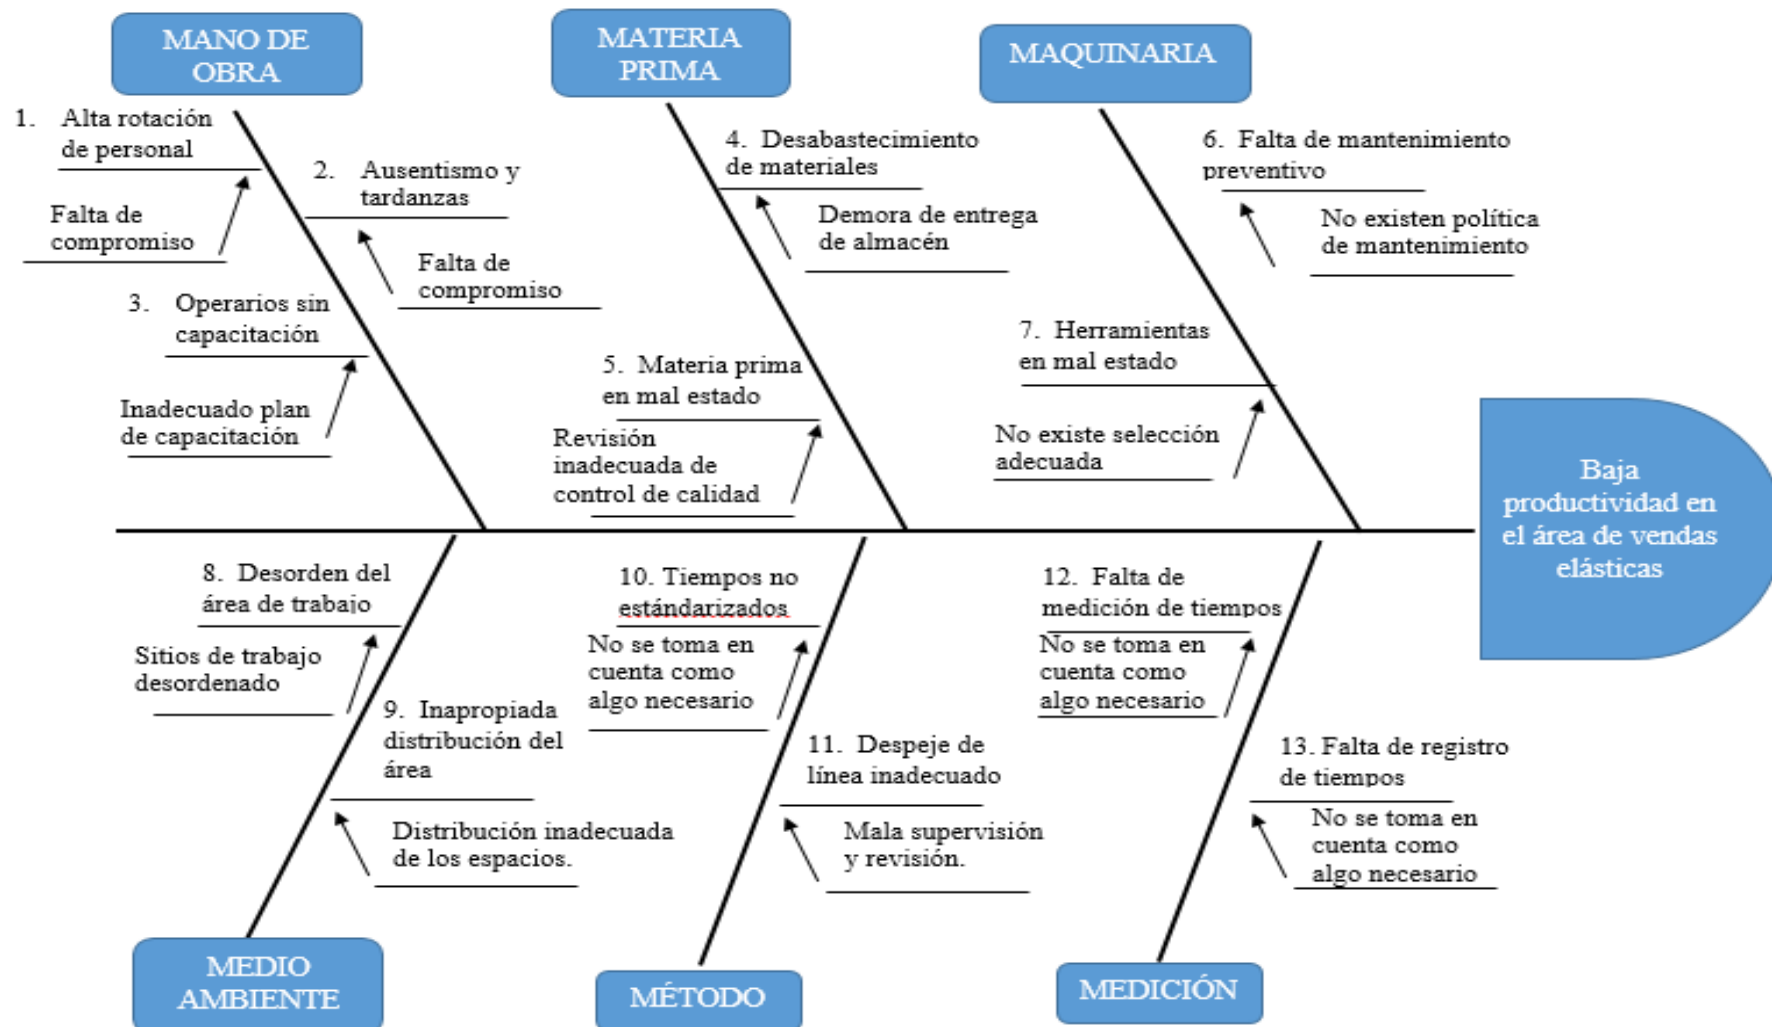 MANO DE
OBRA
MATERIA
PRIMA
MAQUINARIA
1. Alta rotación
de personal
Falta de
compromiso
2. Ausentismo y
tardanzas
Falta de
compromiso
3. Operarios sin
capacitación
Inadecuado plan
de capacitación
4. Desabastecimiento
de materiales
Demora de entrega
de almacén
5. Materia prima
en mal estado
Revisión
inadecuada de
control de calidad
6. Falta de mantenimiento
preventivo
No existen política
de mantenimiento
7. Herramientas
en mal estado
No existe selección
adecuada
Baja
productividad en
el área de vendas
elásticas
8. Desorden del
área de trabajo
Sitios de trabajo
desordenado
9. Inapropiada
distribución del
área
Distribución inadecuada
de los espacios.
10. Tiempos no
estándarizados
No se toma en
cuenta como
algo necesario
11. Despeje de
línea inadecuado
Mala supervisión
y revisión.
12. Falta de
medición de tiempos
No se toma en
cuenta como
algo necesario
13. Falta de registro
de tiempos
No se toma en
cuenta como
algo necesario
MEDIO
AMBIENTE
MÉTODO
MEDICIÓN